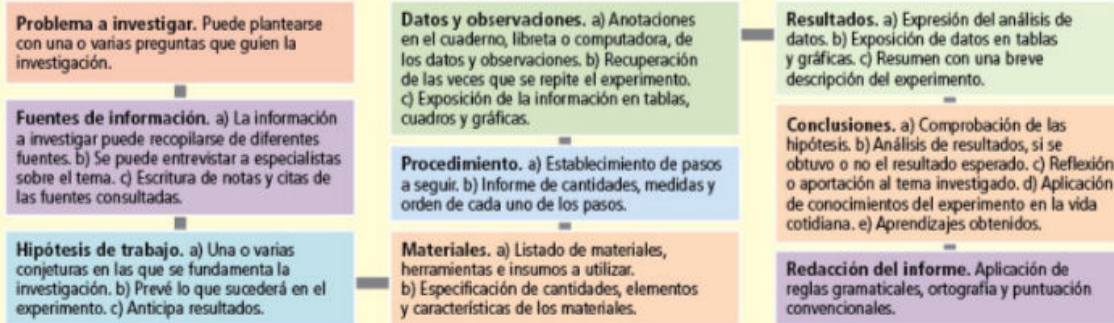 Problema a investigar. Puede plantearse
con una o varias preguntas que guíen la
investigación.
Fuentes de información. a) La información
a investigar puede recopilarse de diferentes
fuentes. b) Se puede entrevistar a especialistas
sobre el tema. c) Escritura de notas y citas de
las fuentes consultadas.
Hipótesis de trabajo. a) Una o varias
conjeturas en las que se fundamenta la
investigación. b) Prevé lo que sucederá en el
experimento. c) Anticipa resultados.
Materiales. a) Listado de materiales,
herramientas e insumos a utilizar.
b) Especificación de cantidades, elementos
y características de los materiales.
Procedimiento. a) Establecimiento de pasos
a seguir. b) Informe de cantidades, medidas y
orden de cada uno de los pasos.
Datos y observaciones. a) Anotaciones
en el cuaderno, libreta o computadora, de
los datos y observaciones. b) Recuperación
de las veces que se repite el experimento.
c) Exposición de la información en tablas,
cuadros y gráficas.
Resultados. a) Expresión del análisis de
datos. b) Exposición de datos en tablas
y gráficas. c) Resumen con una breve
descripción del experimento.
Conclusiones. a) Comprobación de las
hipótesis. b) Análisis de resultados, si se
obtuvo o no el resultado esperado. c) Reflexión
o aportación al tema investigado. d) Aplicación
de conocimientos del experimento en la vida
cotidiana. e) Aprendizajes obtenidos.
Redacción del informe. Aplicación de
reglas gramaticales, ortografía y puntuación
convencionales.